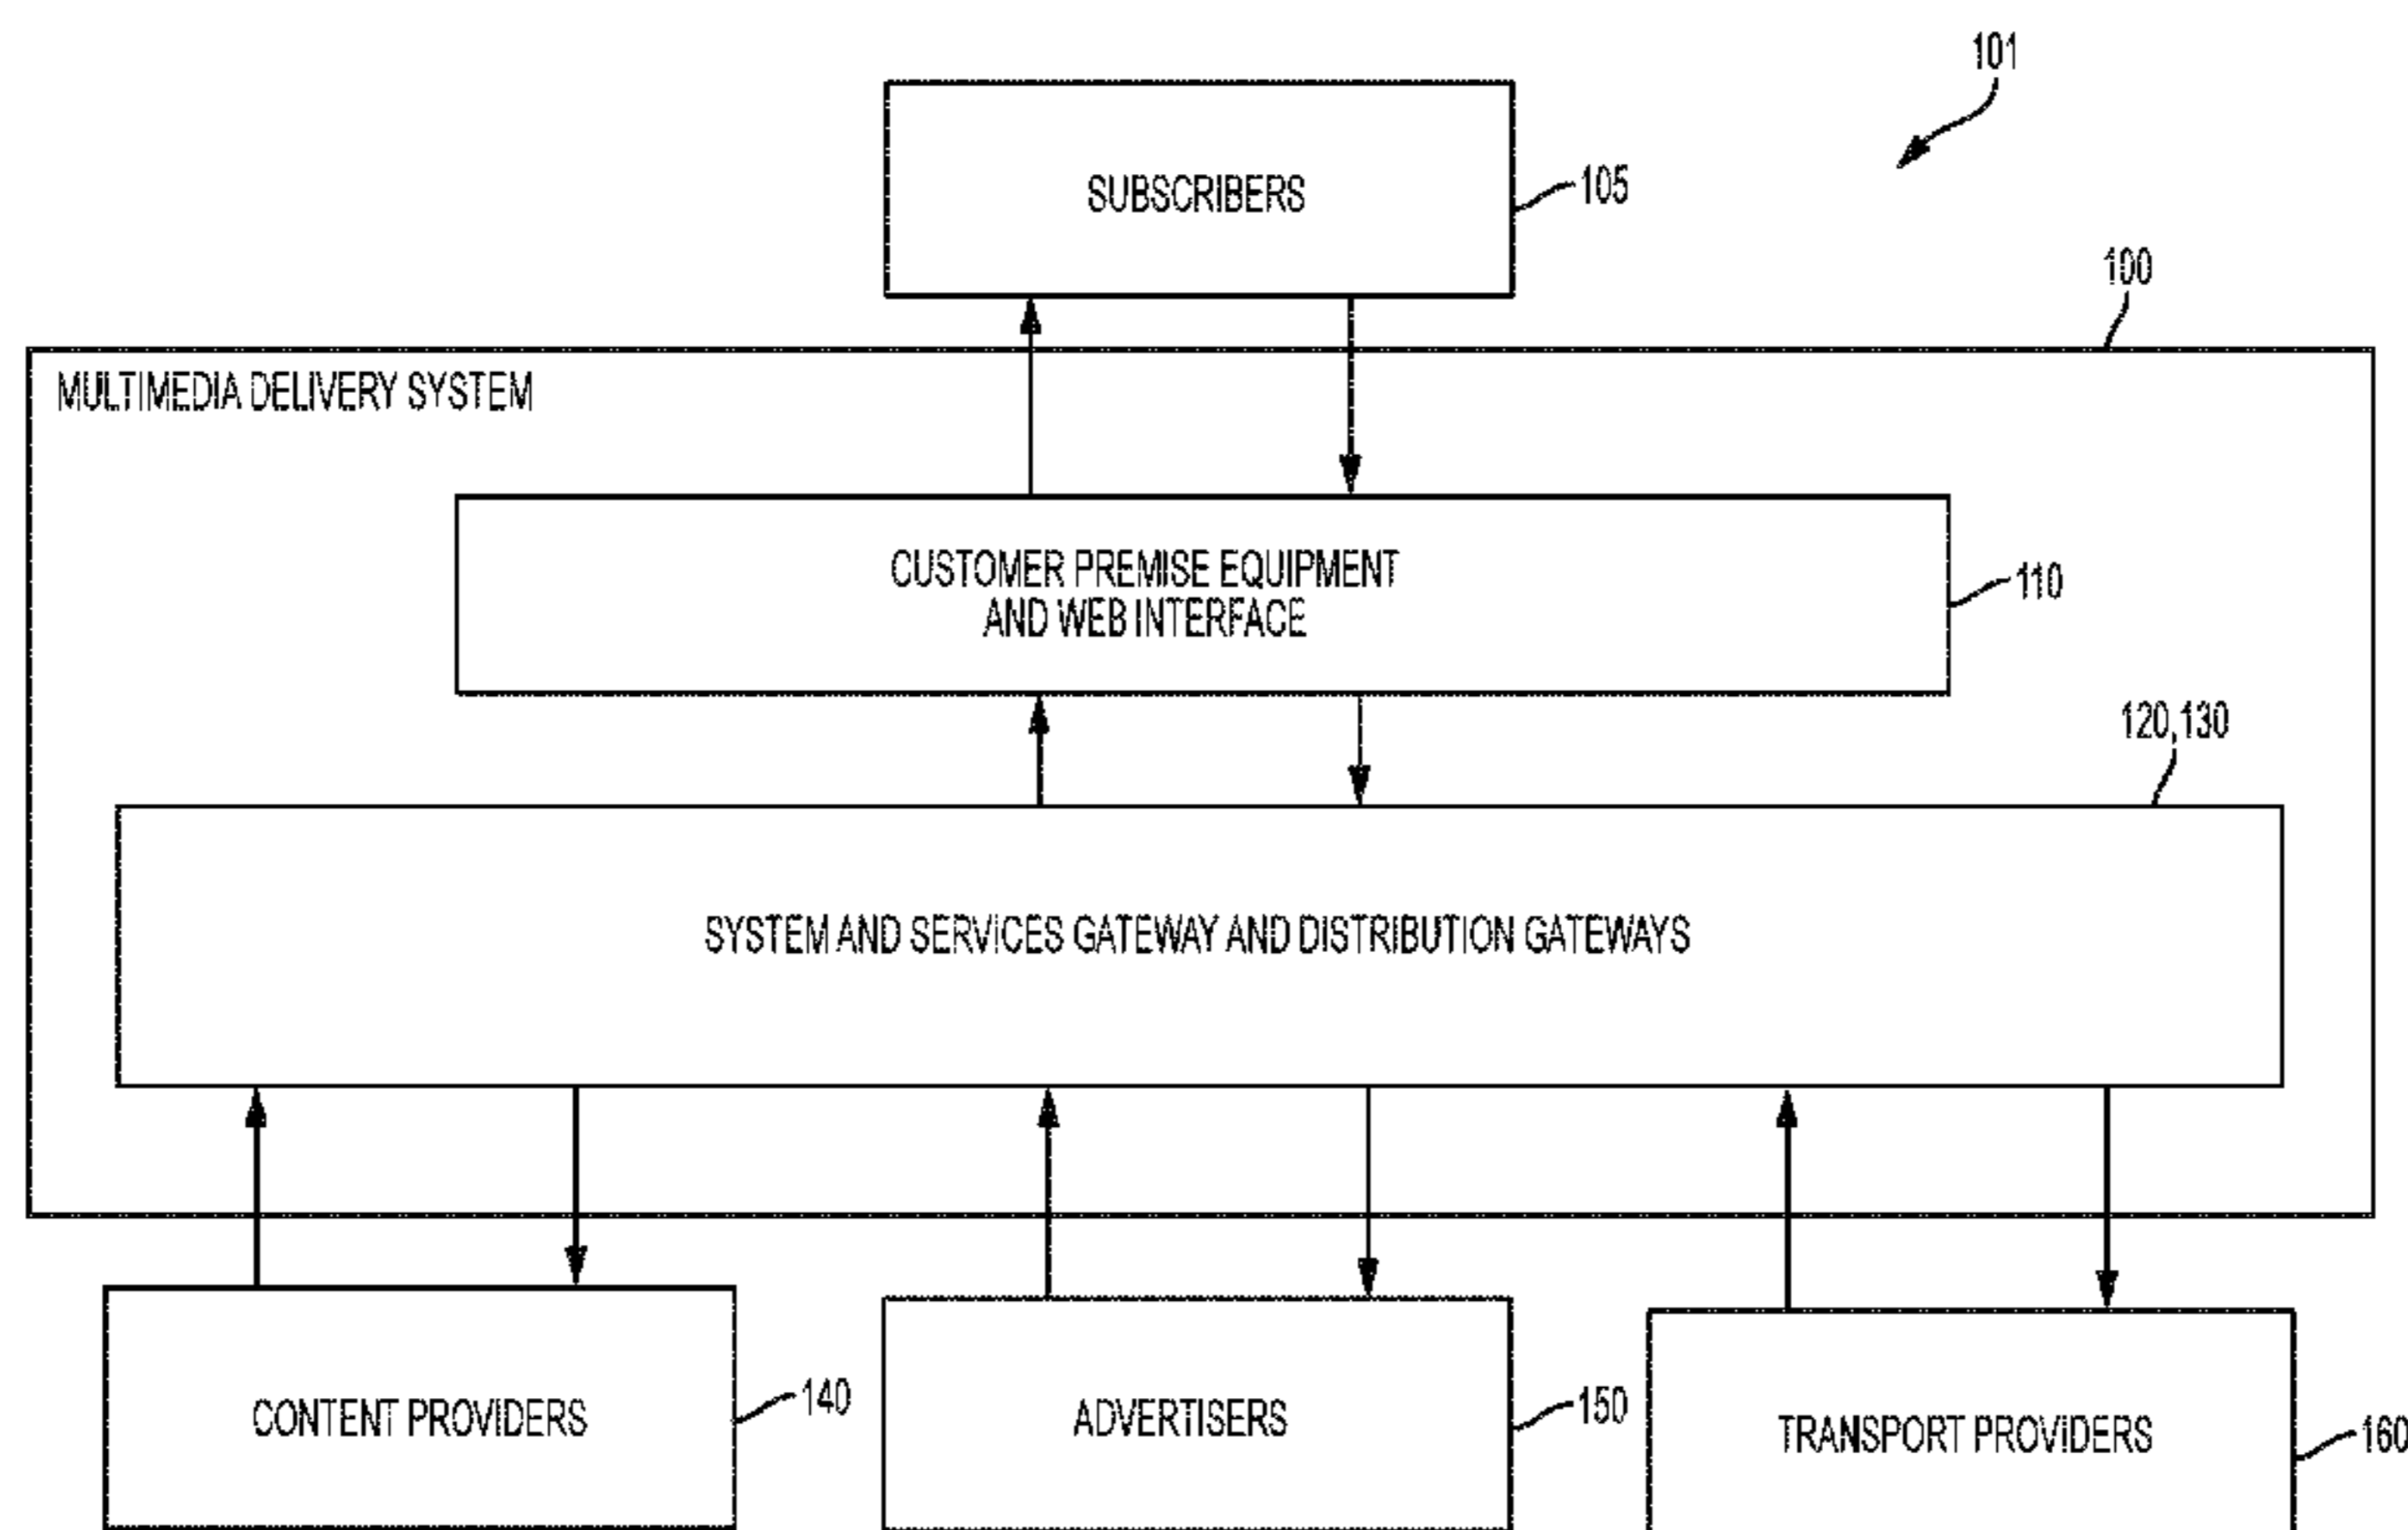 101
SUBSCRIBERS
105
100
MULTIMEDIA DELIVERY SYSTEM
CUSTOMER PREMISE EQUIPMENT
AND WEB INTERFACE
110
120,130
SYSTEM AND SERVICES GATEWAY AND DISTRIBUTION GATEWAYS
CONTENT PROVIDERS
140
ADVERTISERS
150
TRANSPORT PROVIDERS
160